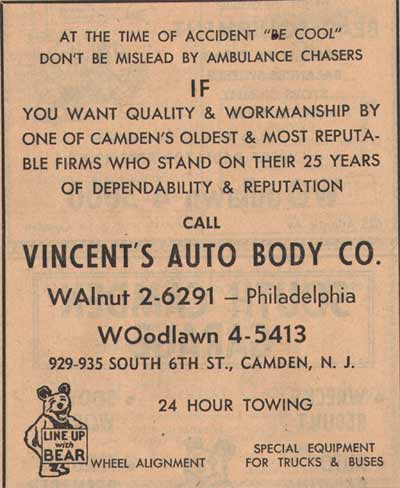 AT THE TIME OF ACCIDENT "BE COOL"
DON'T BE MISLEAD BY AMBULANCE CHASERS
IF
YOU WANT QUALITY & WORKMANSHIP BY
ONE OF CAMDEN'S OLDEST & MOST REPUTA-
BLE FIRMS WHO STAND ON THEIR 25 YEARS
OF DEPENDABILITY & REPUTATION
CALL
VINCENT'S AUTO BODY CO.
WAlnut 2-6291 — Philadelphia
WOodlawn 4-5413
929-935 SOUTH 6TH ST., CAMDEN, N. J.
24 HOUR TOWING
LINE UP
with
BEAR
WHEEL ALIGNMENT
SPECIAL EQUIPMENT
FOR TRUCKS & BUSES